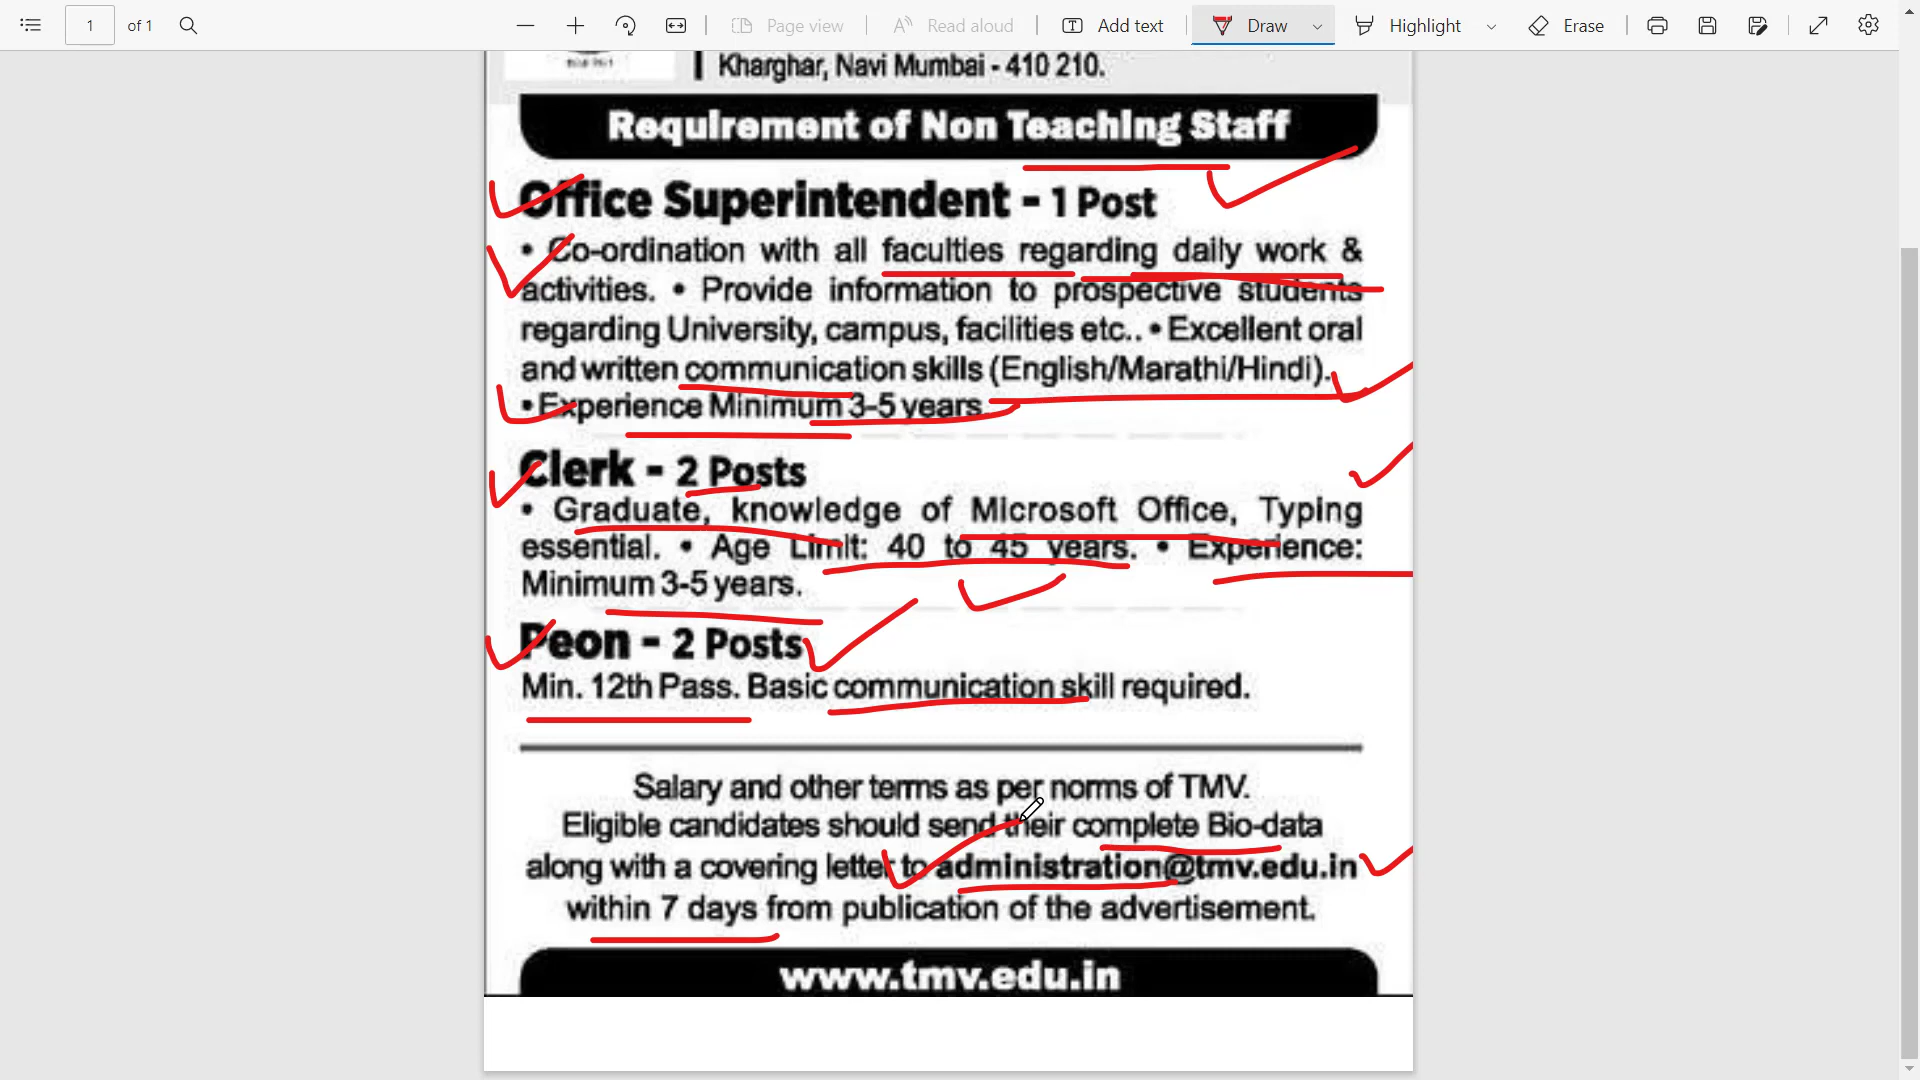 1 of 1 Page view Read aloud Add text Draw Highlight Erase
Kharghar, Navi Mumbai - 410 210.
Requirement of Non Teaching Staff
Office Superintendent - 1 Post
• Co-ordination with all faculties regarding daily work &
activities. • Provide information to prospective students
regarding University, campus, facilities etc.. • Excellent oral
and written communication skills (English/Marathi/Hindi).
• Experience Minimum 3-5 years.
Clerk - 2 Posts
• Graduate, knowledge of Microsoft Office, Typing
essential. • Age Limit: 40 to 45 years. • Experience:
Minimum 3-5 years.
Peon - 2 Posts
Min. 12th Pass. Basic communication skill required.
Salary and other terms as per norms of TMV.
Eligible candidates should send their complete Bio-data
along with a covering letter to administration@tmv.edu.in
within 7 days from publication of the advertisement.
www.tmv.edu.in